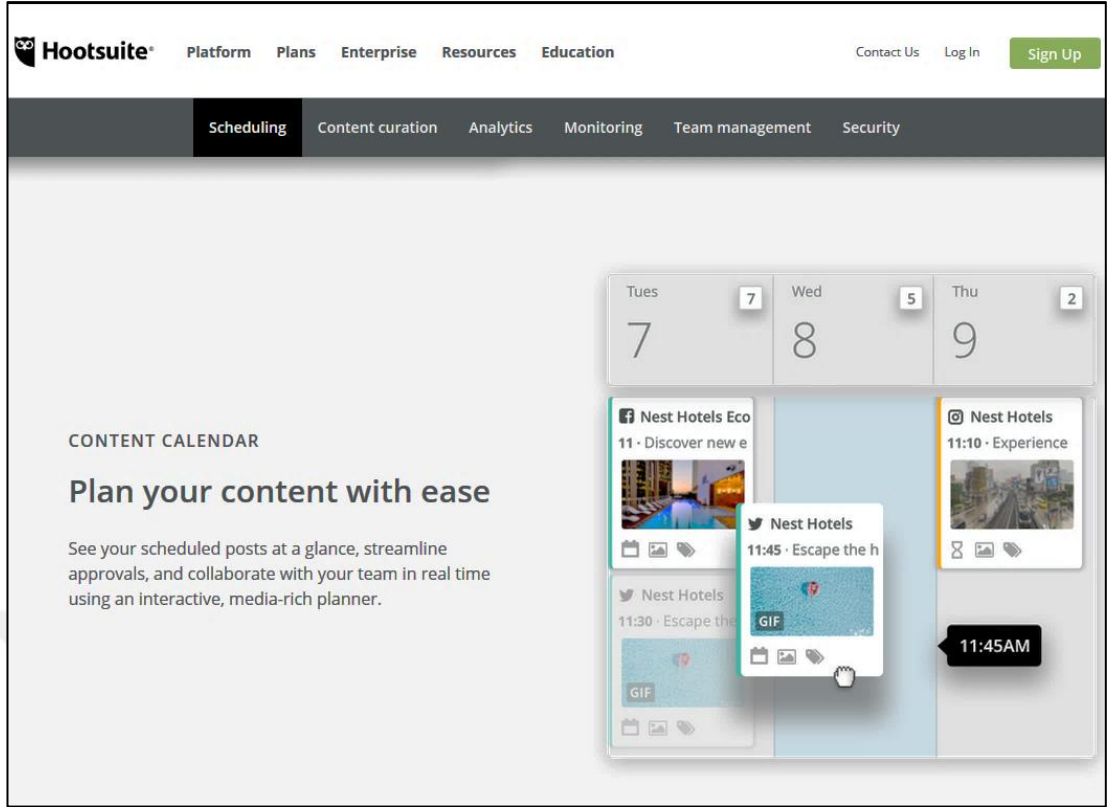 Hootsuite®
Platform Plans Enterprise Resources Education
Contact Us Log In Sign Up
Scheduling Content curation Analytics Monitoring Team management Security
CONTENT CALENDAR
Plan your content with ease
See your scheduled posts at a glance, streamline
approvals, and collaborate with your team in real time
using an interactive, media-rich planner.
Tues 7
7
Wed 5
8
Thu 2
9
Nest Hotels Eco
11 · Discover new e
Nest Hotels
11:30 · Escape the
GIF
Nest Hotels
11:45 · Escape the h
GIF
Nest Hotels
11:10 · Experience
11:45AM